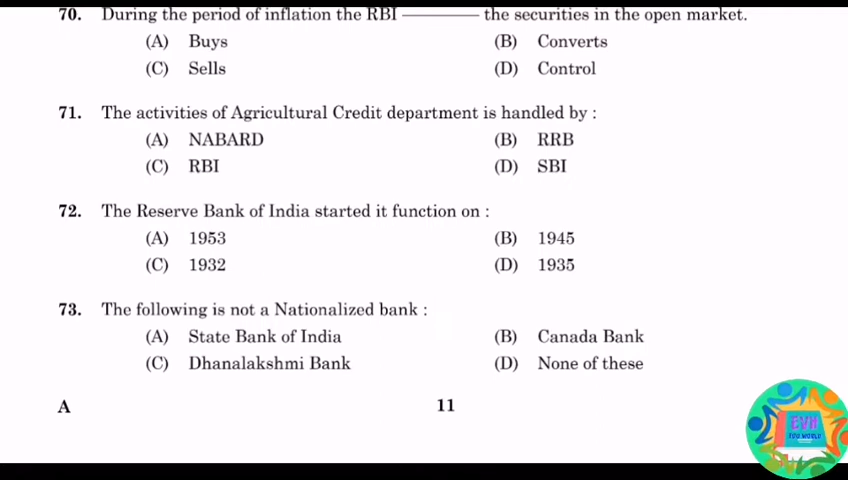 70. During the period of inflation the RBI ———— the securities in the open market.
(A) Buys (B) Converts
(C) Sells (D) Control
71. The activities of Agricultural Credit department is handled by :
(A) NABARD (B) RRB
(C) RBI (D) SBI
72. The Reserve Bank of India started it function on :
(A) 1953 (B) 1945
(C) 1932 (D) 1935
73. The following is not a Nationalized bank :
(A) State Bank of India (B) Canada Bank
(C) Dhanalakshmi Bank (D) None of these
A 11
EVH
YOU WORLD